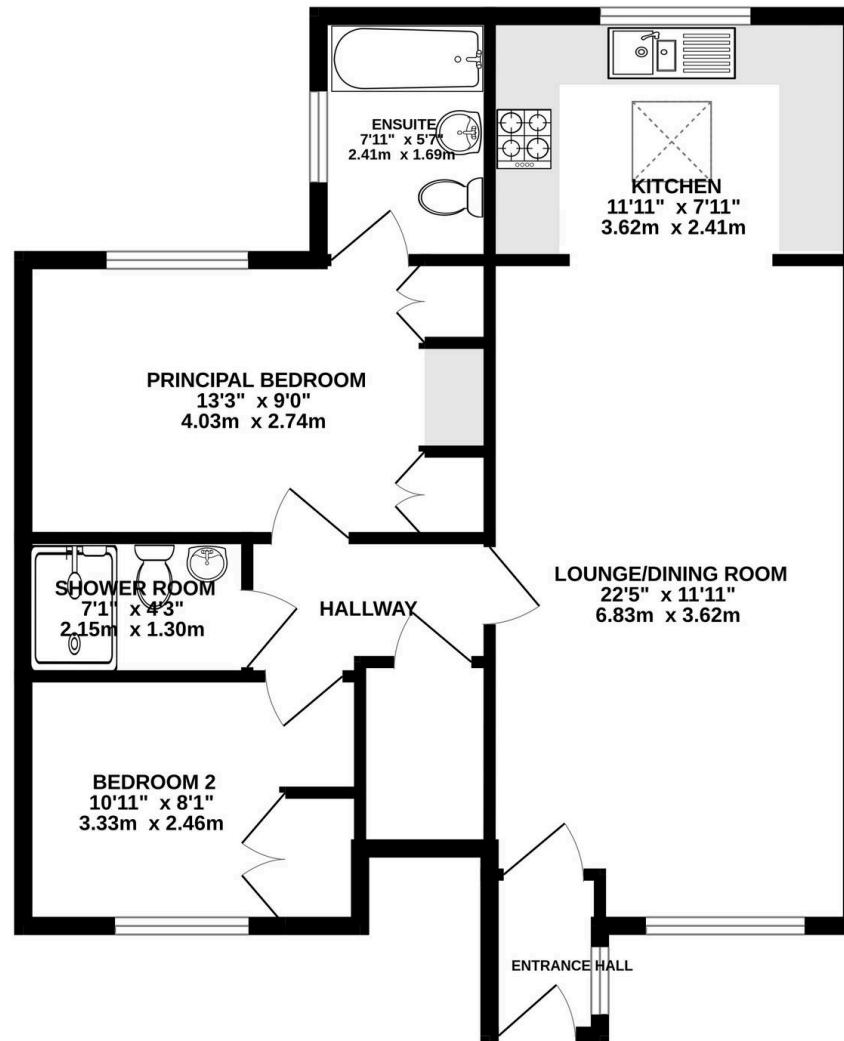 ENSUITE
7'11" x 5'7"
2.41m x 1.69m
KITCHEN
11'11" x 7'11"
3.62m x 2.41m
PRINCIPAL BEDROOM
13'3" x 9'0"
4.03m x 2.74m
SHOWER ROOM
7'1" x 4'3"
2.15m x 1.30m
HALLWAY
LOUNGE/DINING ROOM
22'5" x 11'11"
6.83m x 3.62m
BEDROOM 2
10'11" x 8'1"
3.33m x 2.46m
ENTRANCE HALL